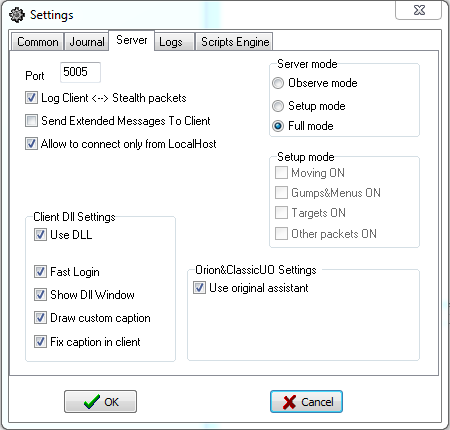 Settings
Common Journal Server Logs Scripts Engine
Port 5005
Log Client <--> Stealth packets
Send Extended Messages To Client
Allow to connect only from LocalHost
Server mode
Observe mode
Setup mode
Full mode
Setup mode
Moving ON
Gumps&Menus ON
Targets ON
Other packets ON
Client Dll Settings
Use DLL
Fast Login
Show Dll Window
Draw custom caption
Fix caption in client
Orion&ClassicUO Settings
Use original assistant
OK
Cancel